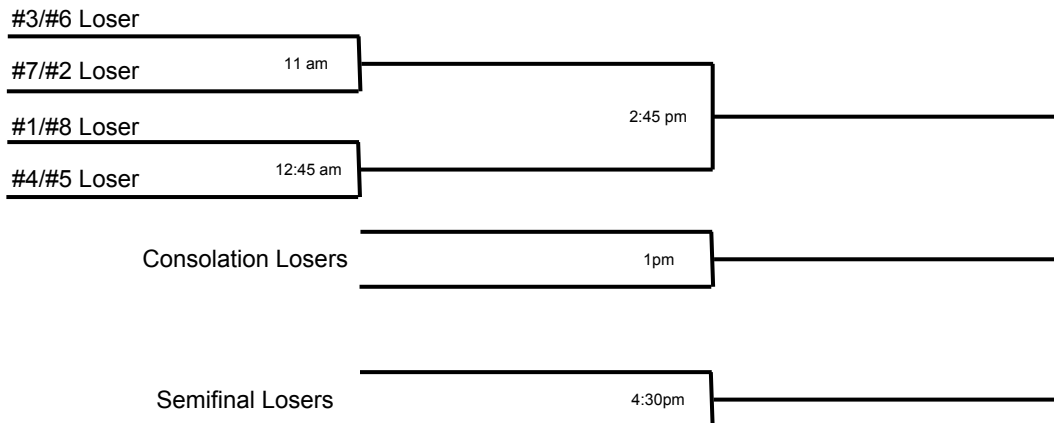 #3/#6 Loser
11 am
#7/#2 Loser
2:45 pm
#1/#8 Loser
12:45 am
#4/#5 Loser
Consolation Losers
1pm
Semifinal Losers
4:30pm